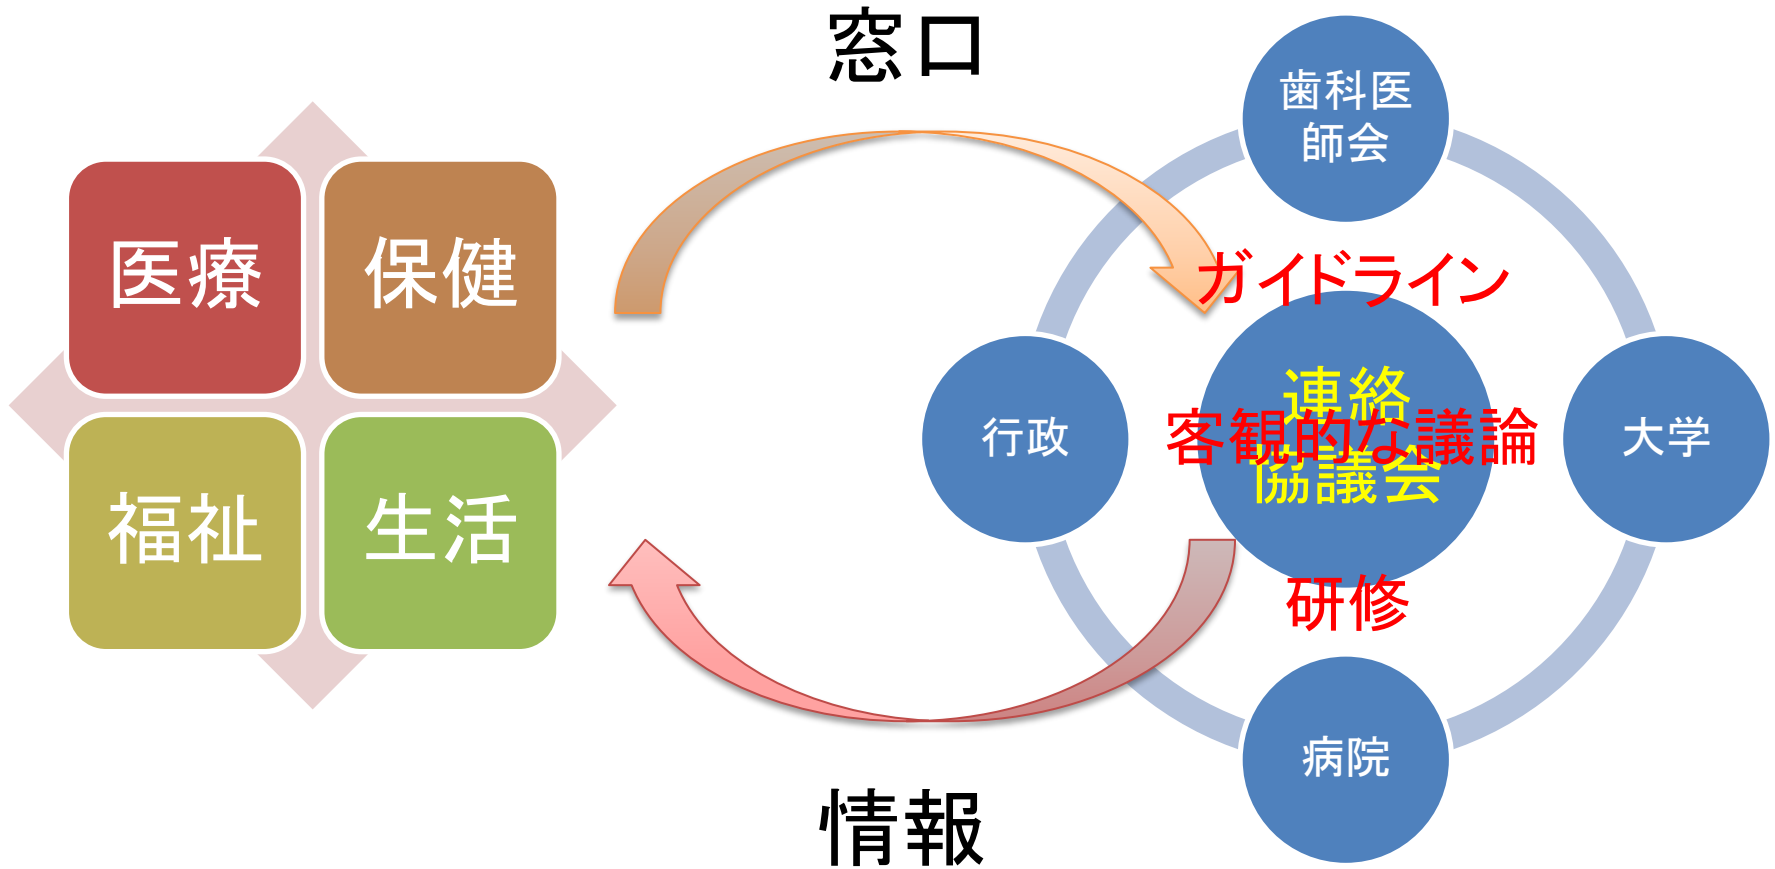 窓口
医療
保健
福祉
生活
情報
歯科医
師会
行政
大学
病院
連絡
協議会
ガイドライン
客観的な議論
研修